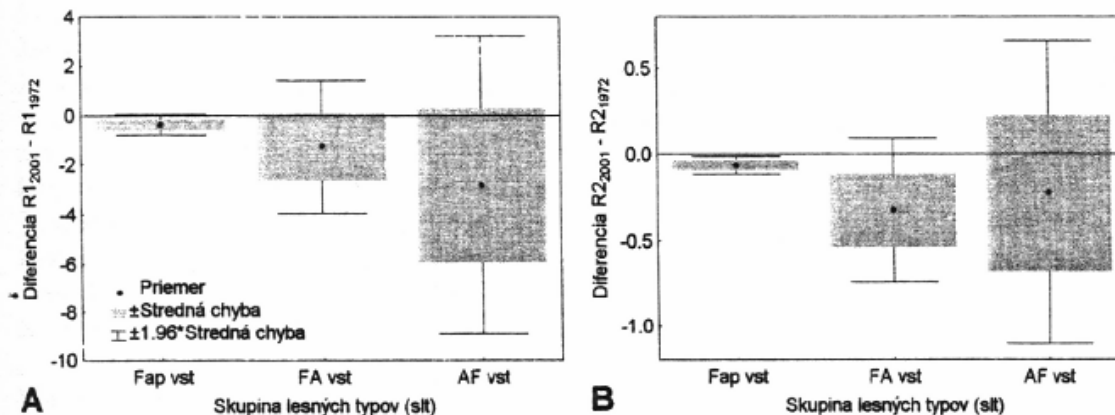 4
2
0
-2
-4
-6
-8
-10
Diferencia R1₂₀₀₁ - R1₁₉₇₂
Priemer
±Stredná chyba
±1.96*Stredná chyba
Fap vst FA vst AF vst
Skupina lesných typov (slt)
A
0.5
0.0
-0.5
-1.0
Diferencia R2₂₀₀₁ - R2₁₉₇₂
Fap vst FA vst AF vst
Skupina lesných typov (slt)
B